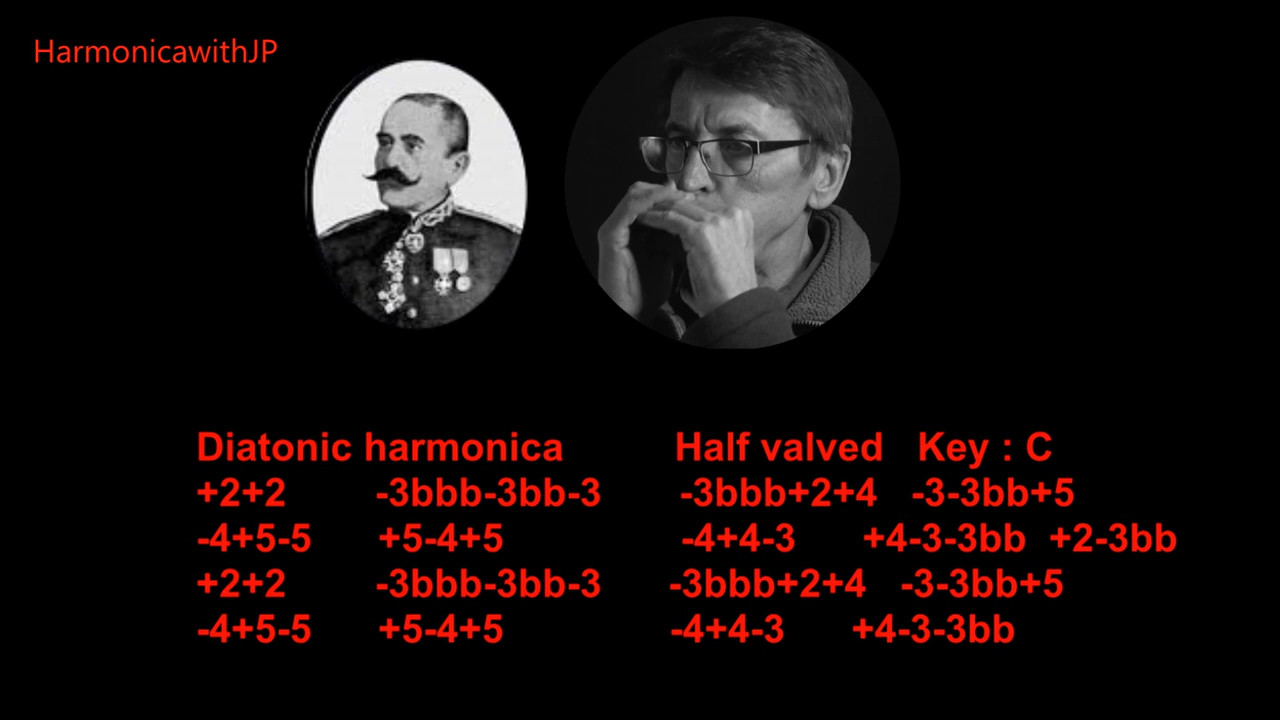 HarmonicawithJP
Diatonic harmonica Half valved Key : C
+2+2 -3bbb-3bb-3 -3bbb+2+4 -3-3bb+5
-4+5-5 +5-4+5 -4+4-3 +4-3-3bb +2-3bb
+2+2 -3bbb-3bb-3 -3bbb+2+4 -3-3bb+5
-4+5-5 +5-4+5 -4+4-3 +4-3-3bb